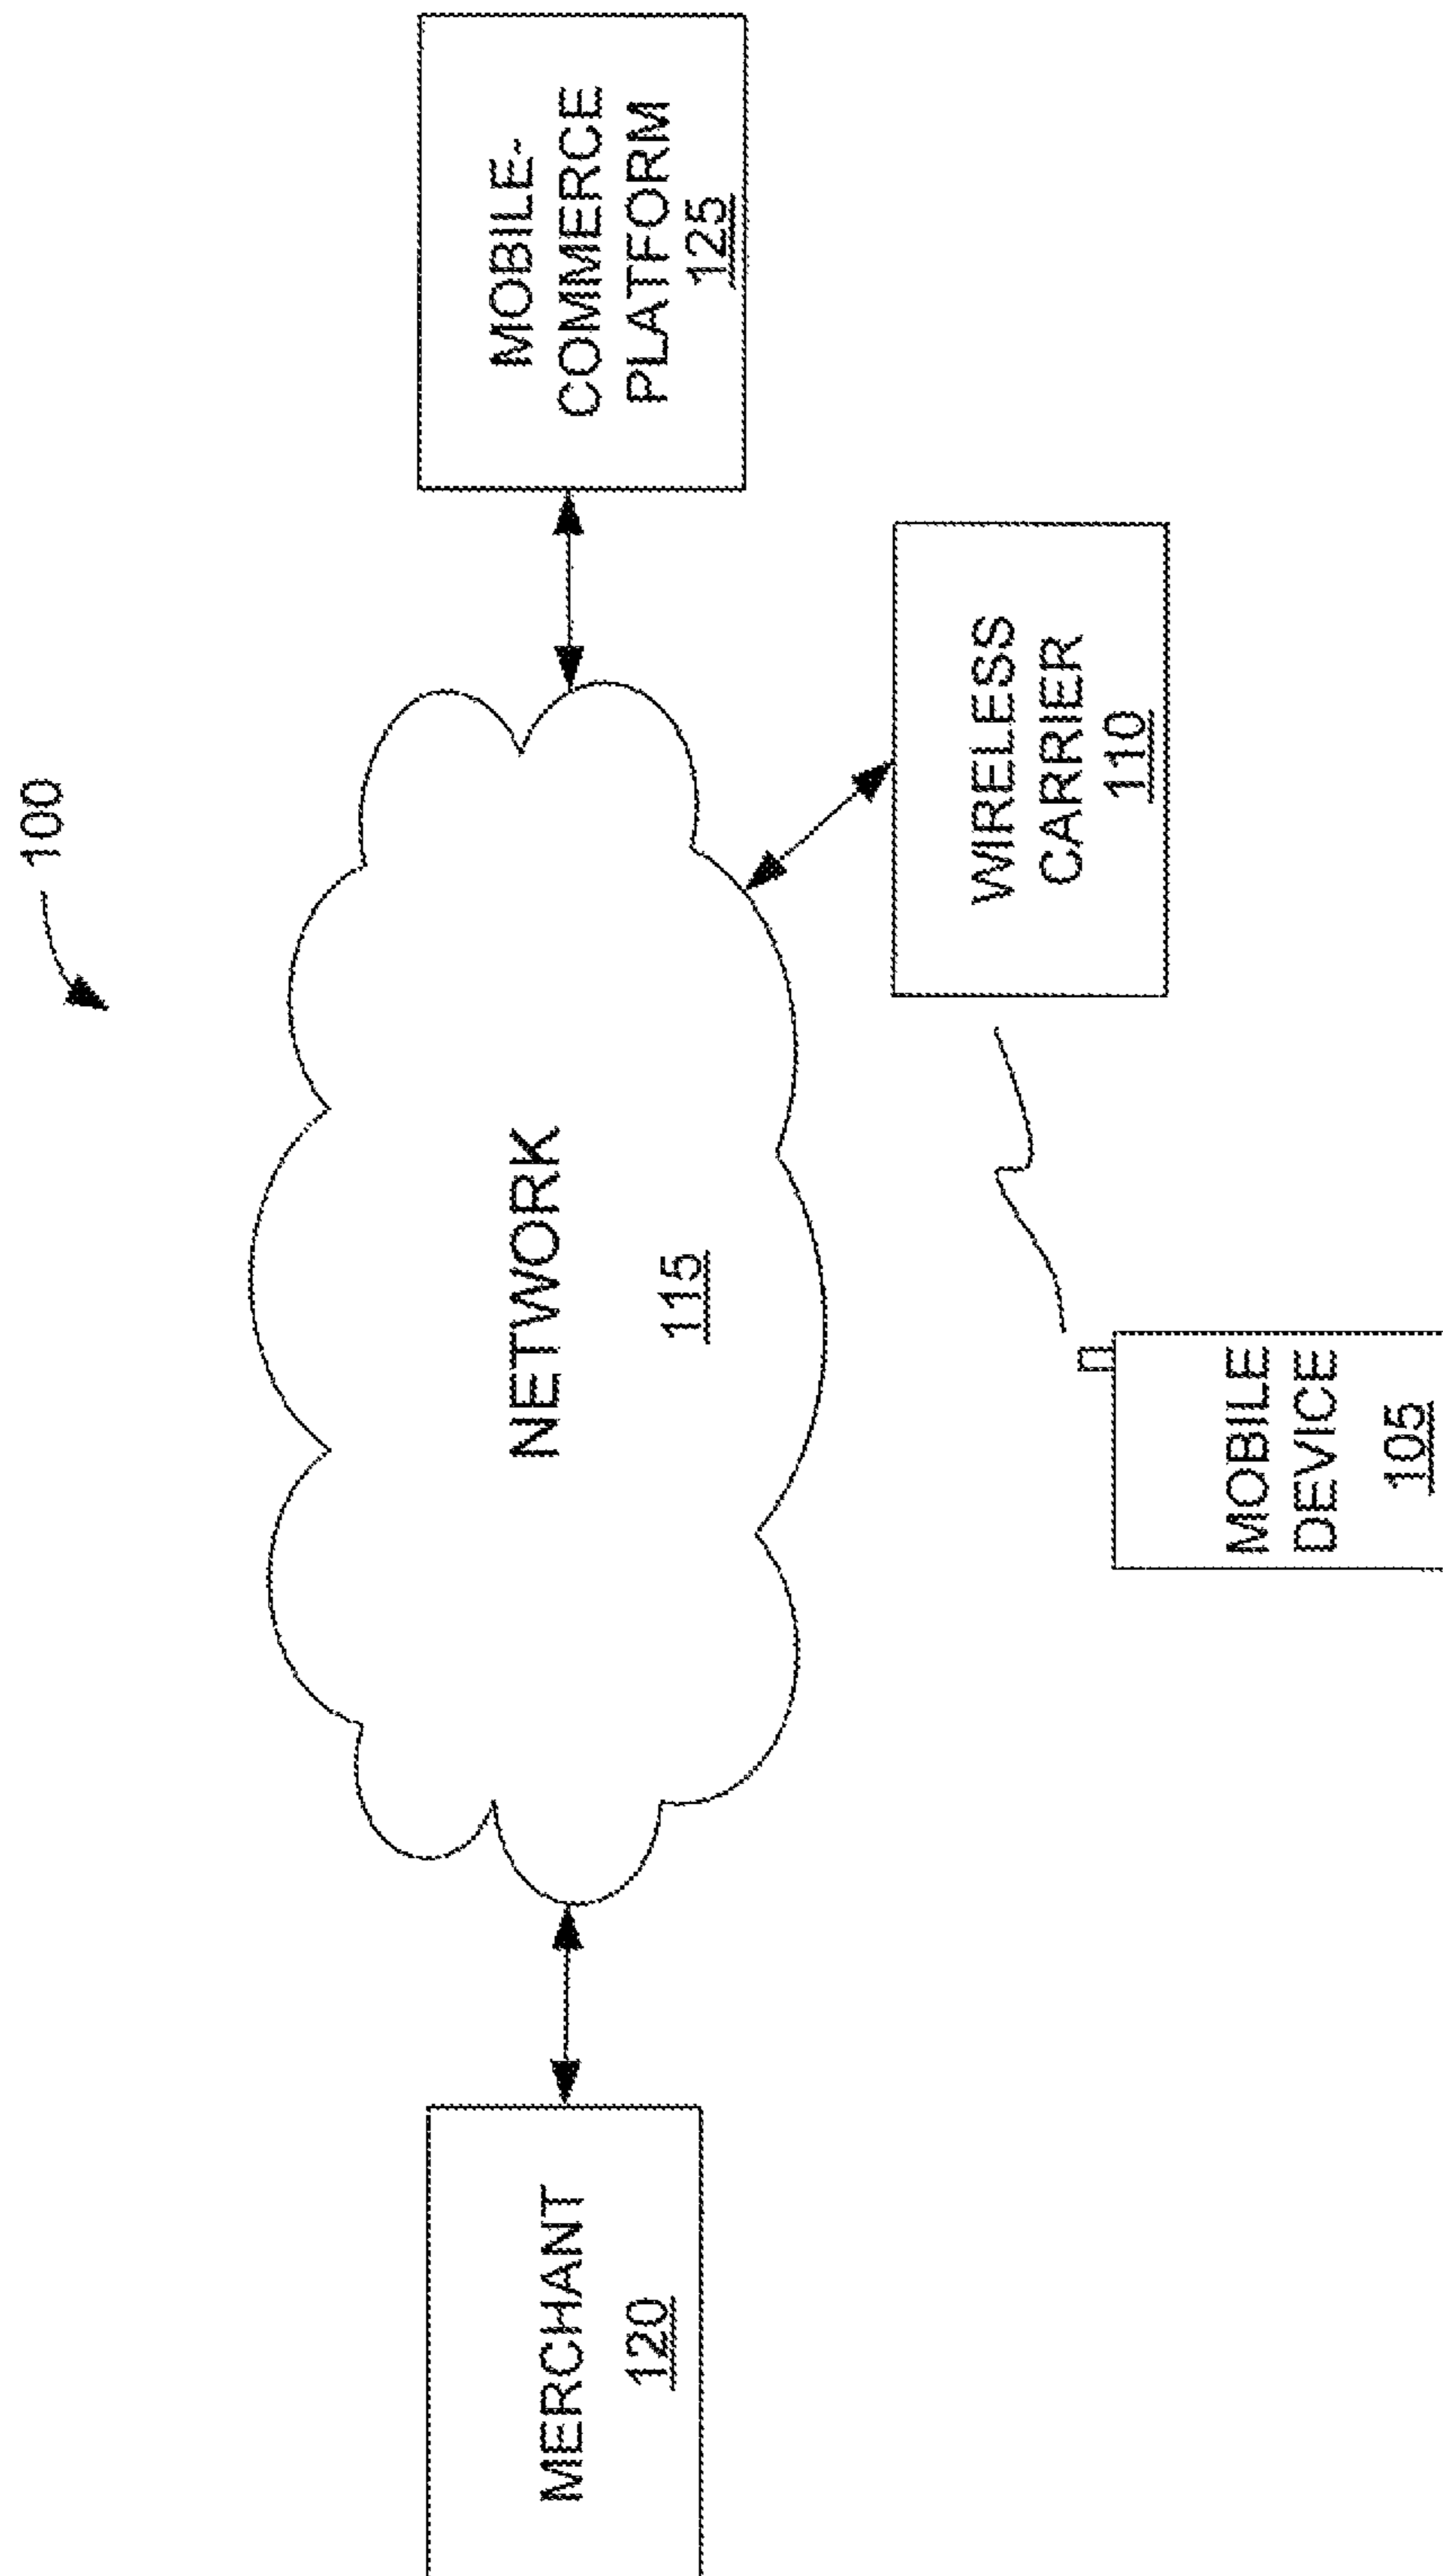 100
MERCHANT
120
NETWORK
115
MOBILE-
COMMERCE
PLATFORM
125
WIRELESS
CARRIER
110
MOBILE
DEVICE
105